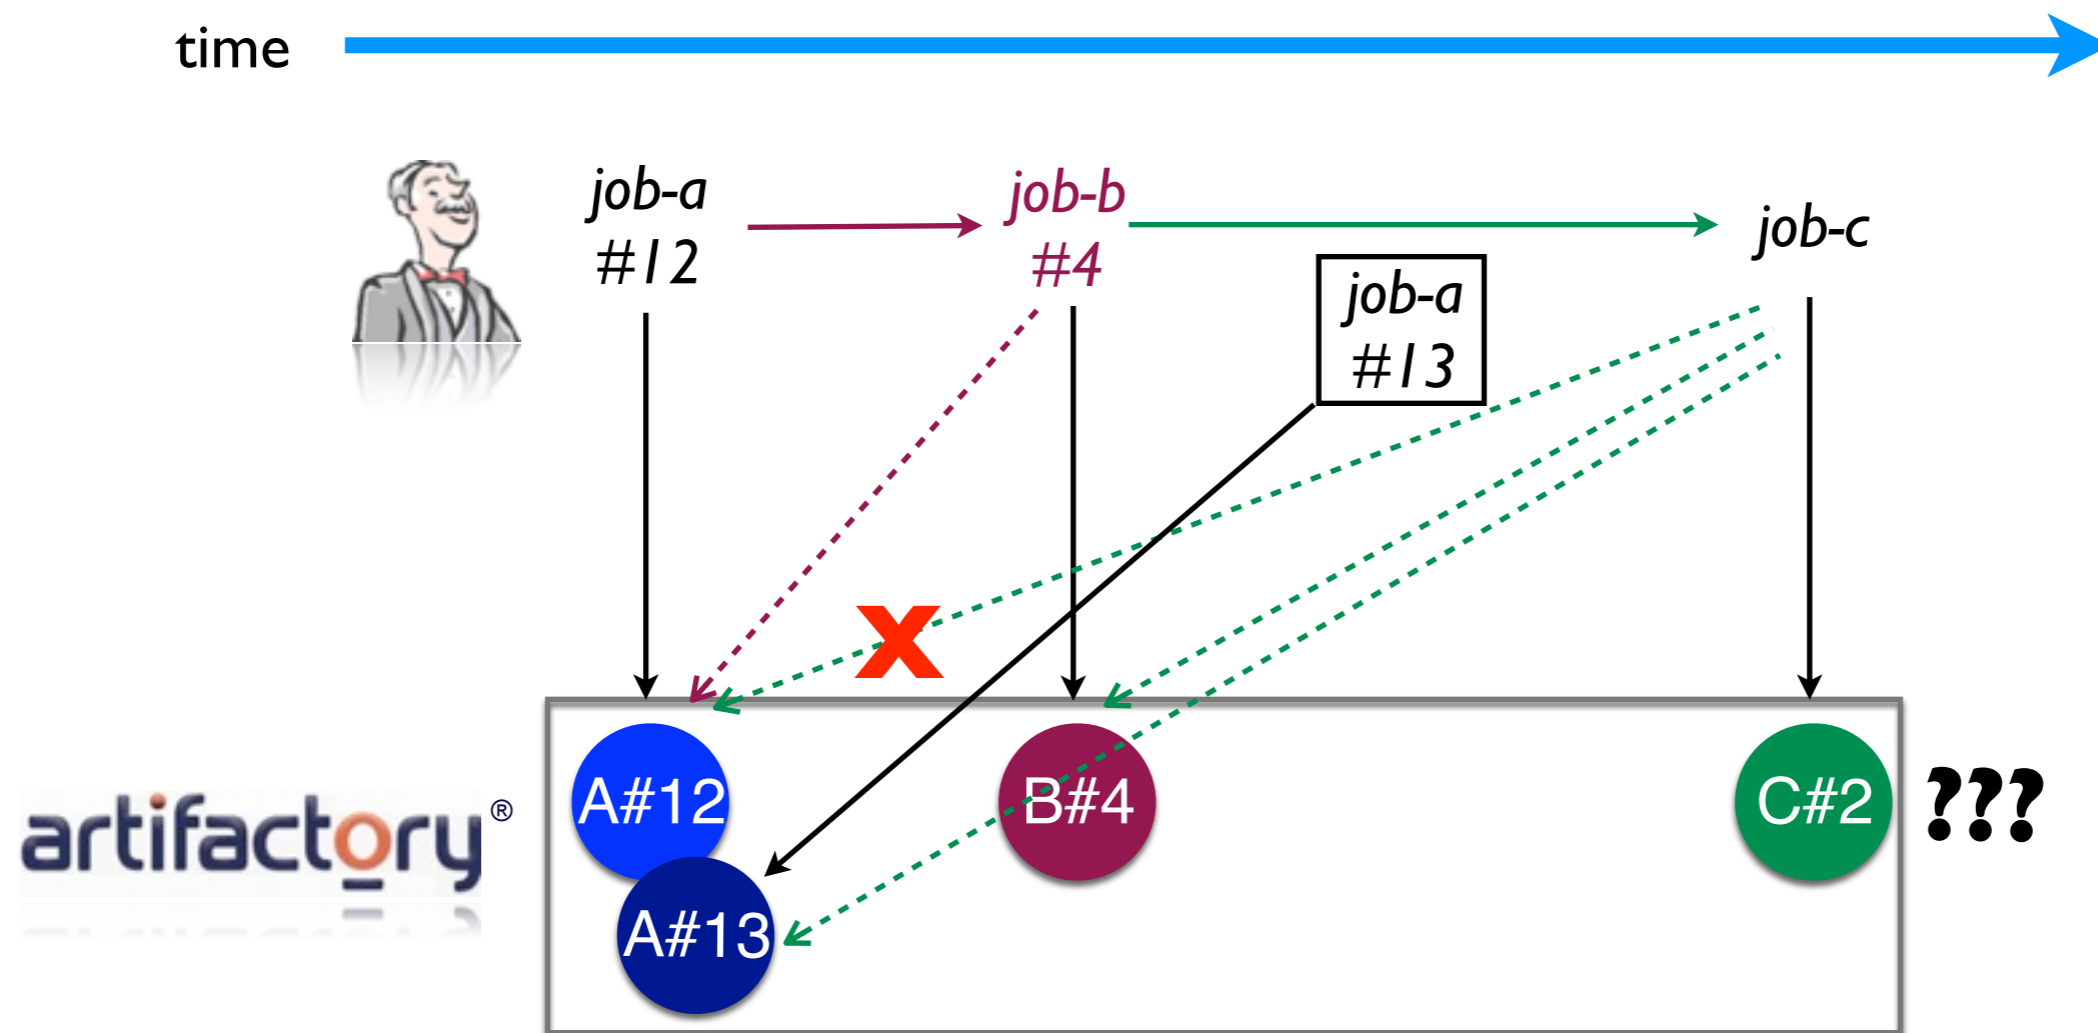 time
job-a
#12
job-b
#4
job-c
job-a
#13
artifactory®
A#12
B#4
C#2
???
A#13
X